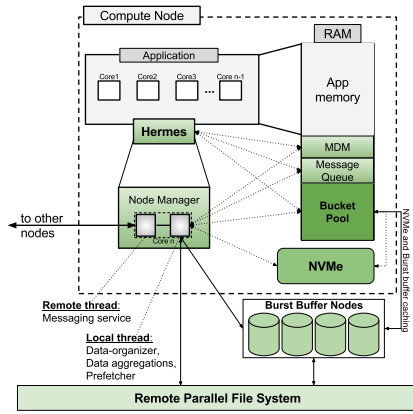 Compute Node
RAM
Application
Core1 Core2 Core3 ... Core n-1
App
memory
Hermes
MDM
Message
Queue
Node Manager
Bucket
Pool
to other
nodes
Core n
NVMe
NVMe and Burst buffer caching
Remote thread:
Messaging service
Burst Buffer Nodes
Local thread:
Data-organizer,
Data aggregations,
Prefetcher
Remote Parallel File System